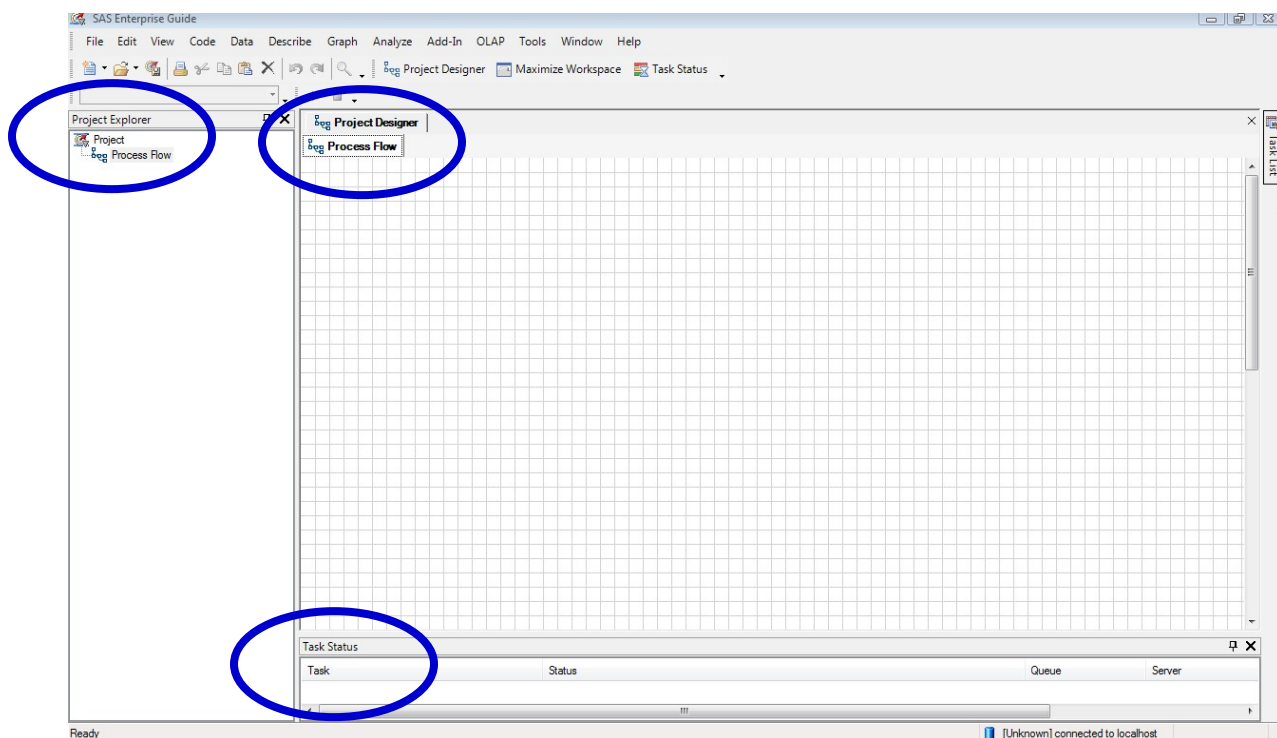 SAS Enterprise Guide
File Edit View Code Data Describe Graph Analyze Add-In OLAP Tools Window Help
Project Designer Maximize Workspace Task Status
Project Explorer
Project
Process Flow
Project Designer
Process Flow
Task List
Task Status
Task Status Queue Server
Ready [Unknown] connected to localhost